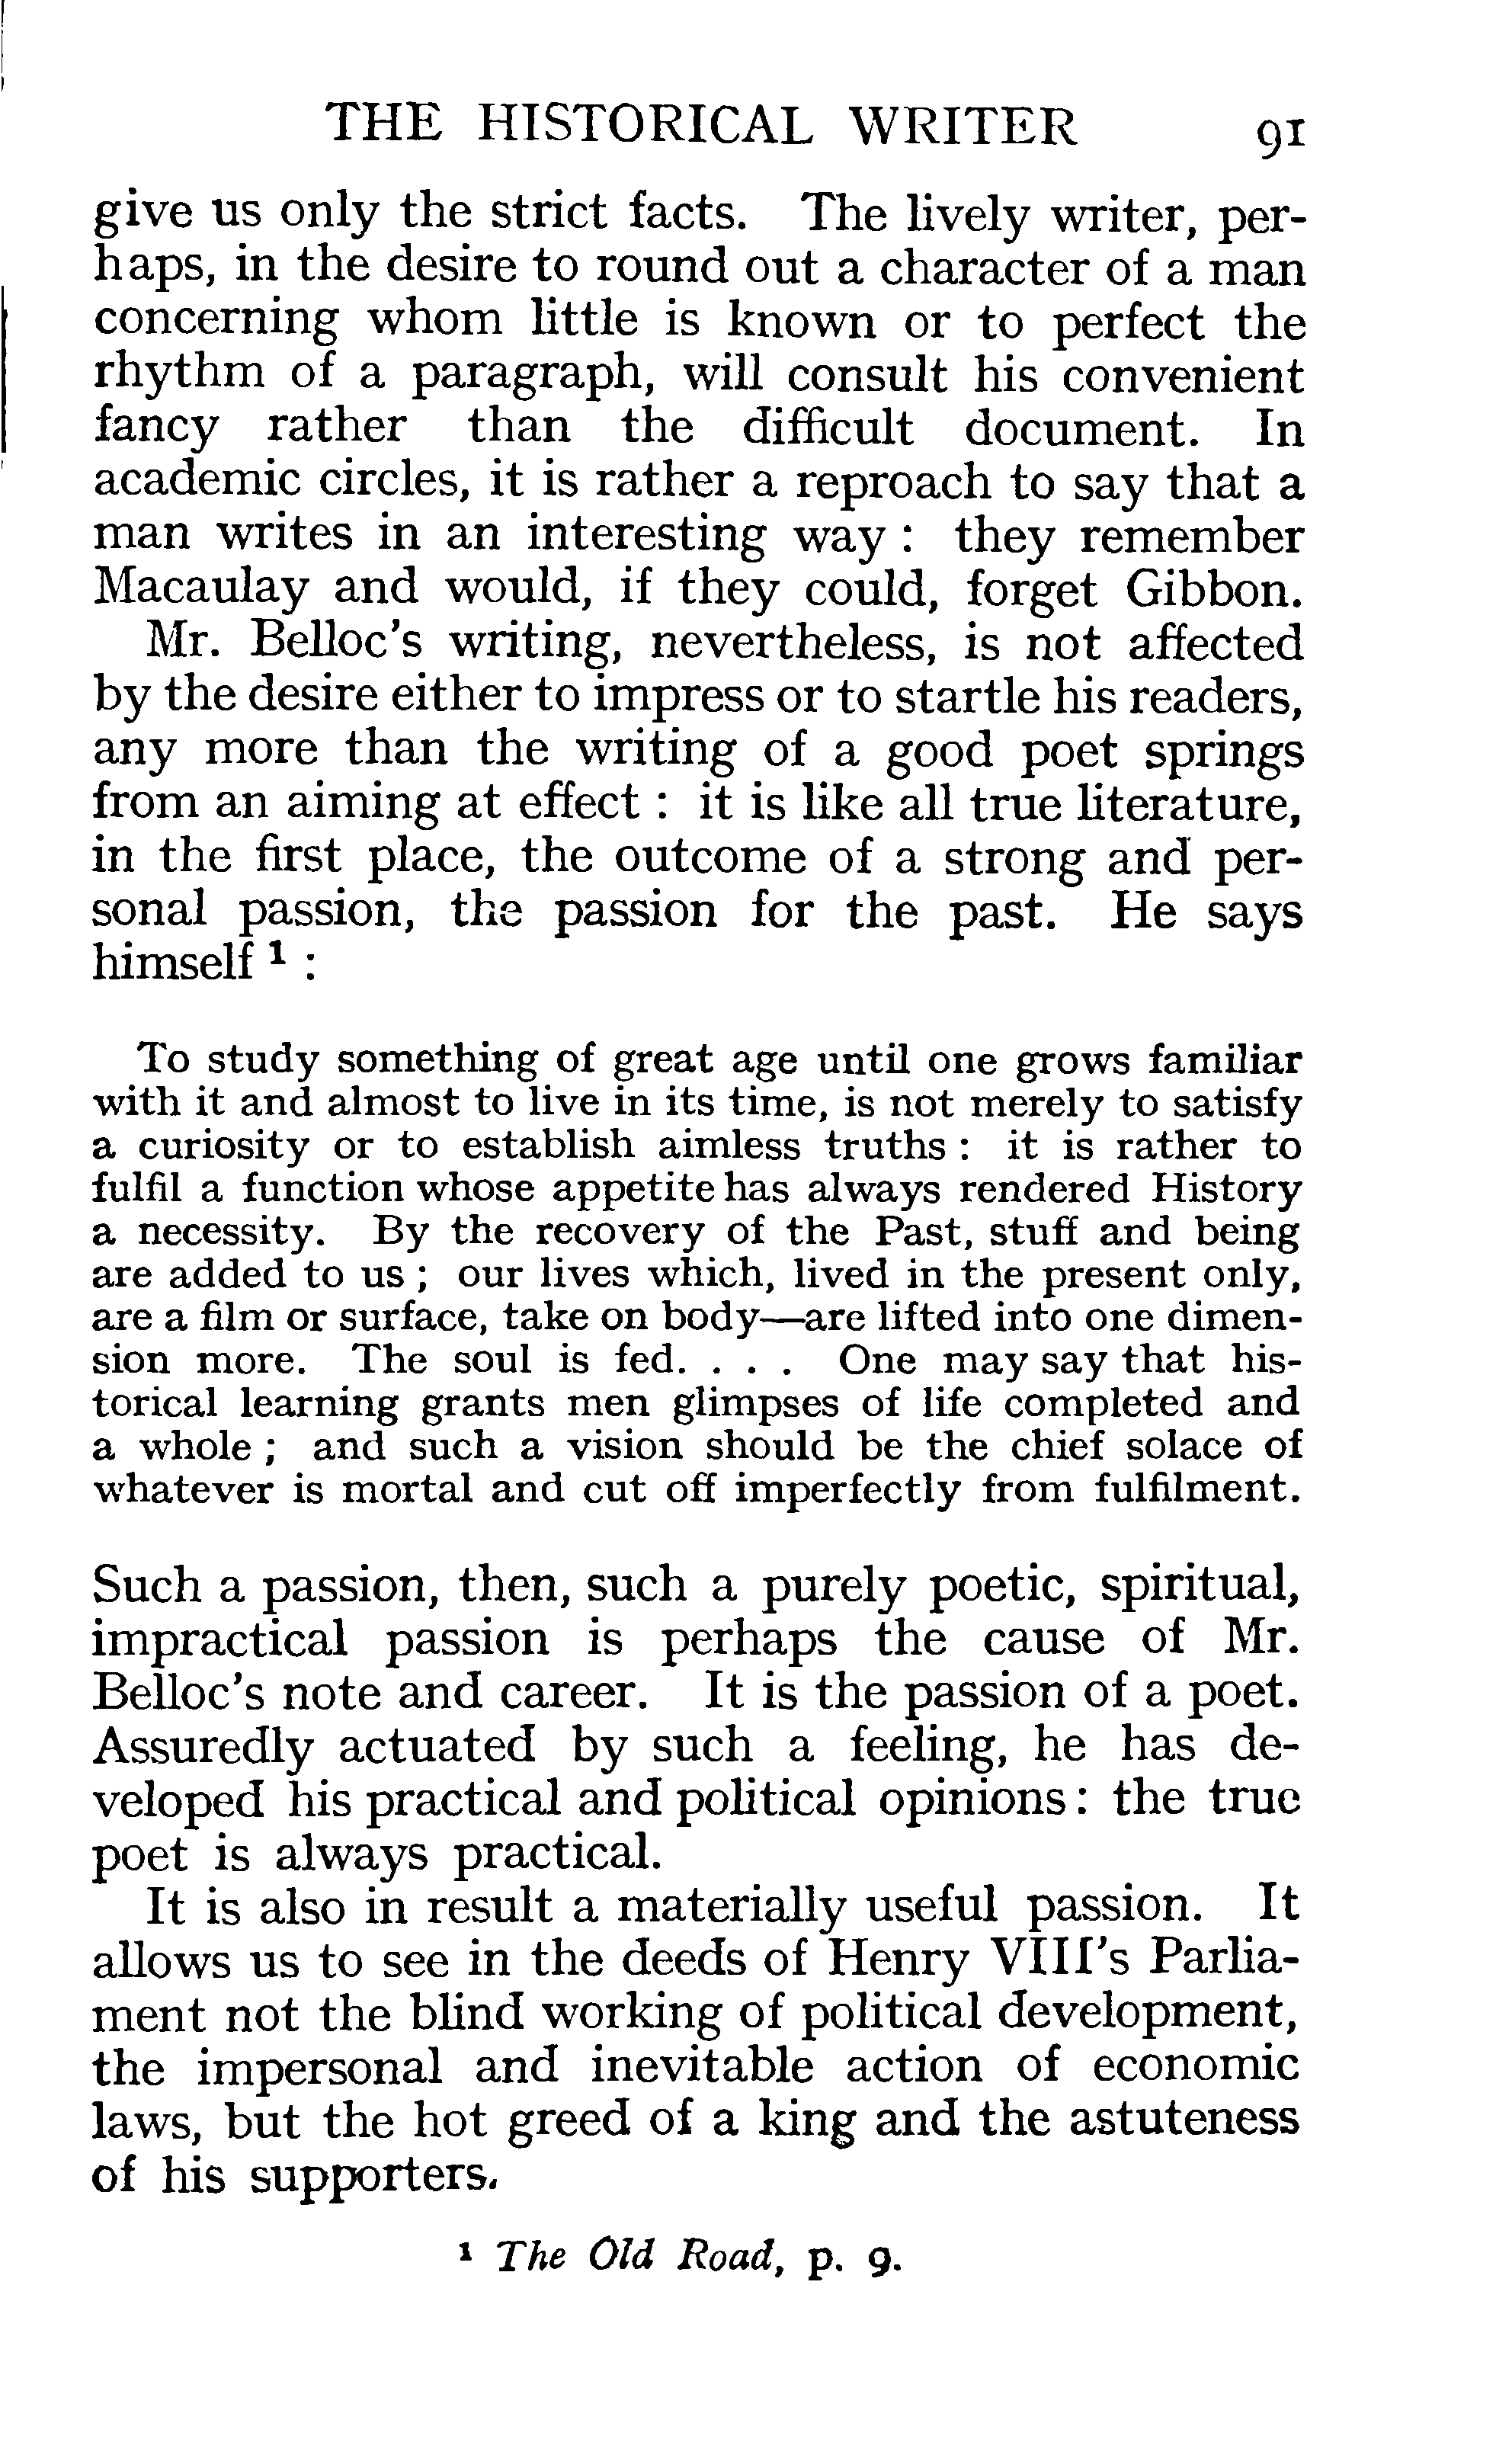 THE HISTORICAL WRITER 91
give us only the strict facts. The lively writer, per-
haps, in the desire to round out a character of a man
concerning whom little is known or to perfect the
rhythm of a paragraph, will consult his convenient
fancy rather than the difficult document. In
academic circles, it is rather a reproach to say that a
man writes in an interesting way : they remember
Macaulay and would, if they could, forget Gibbon.
Mr. Belloc's writing, nevertheless, is not affected
by the desire either to impress or to startle his readers,
any more than the writing of a good poet springs
from an aiming at effect : it is like all true literature,
in the first place, the outcome of a strong and per-
sonal passion, the passion for the past. He says
himself ¹ :
To study something of great age until one grows familiar
with it and almost to live in its time, is not merely to satisfy
a curiosity or to establish aimless truths : it is rather to
fulfil a function whose appetite has always rendered History
a necessity. By the recovery of the Past, stuff and being
are added to us ; our lives which, lived in the present only,
are a film or surface, take on body—are lifted into one dimen-
sion more. The soul is fed. . . . One may say that his-
torical learning grants men glimpses of life completed and
a whole ; and such a vision should be the chief solace of
whatever is mortal and cut off imperfectly from fulfilment.
Such a passion, then, such a purely poetic, spiritual,
impractical passion is perhaps the cause of Mr.
Belloc's note and career. It is the passion of a poet.
Assuredly actuated by such a feeling, he has de-
veloped his practical and political opinions : the true
poet is always practical.
It is also in result a materially useful passion. It
allows us to see in the deeds of Henry VIII's Parlia-
ment not the blind working of political development,
the impersonal and inevitable action of economic
laws, but the hot greed of a king and the astuteness
of his supporters.
¹ The Old Road, p. 9.